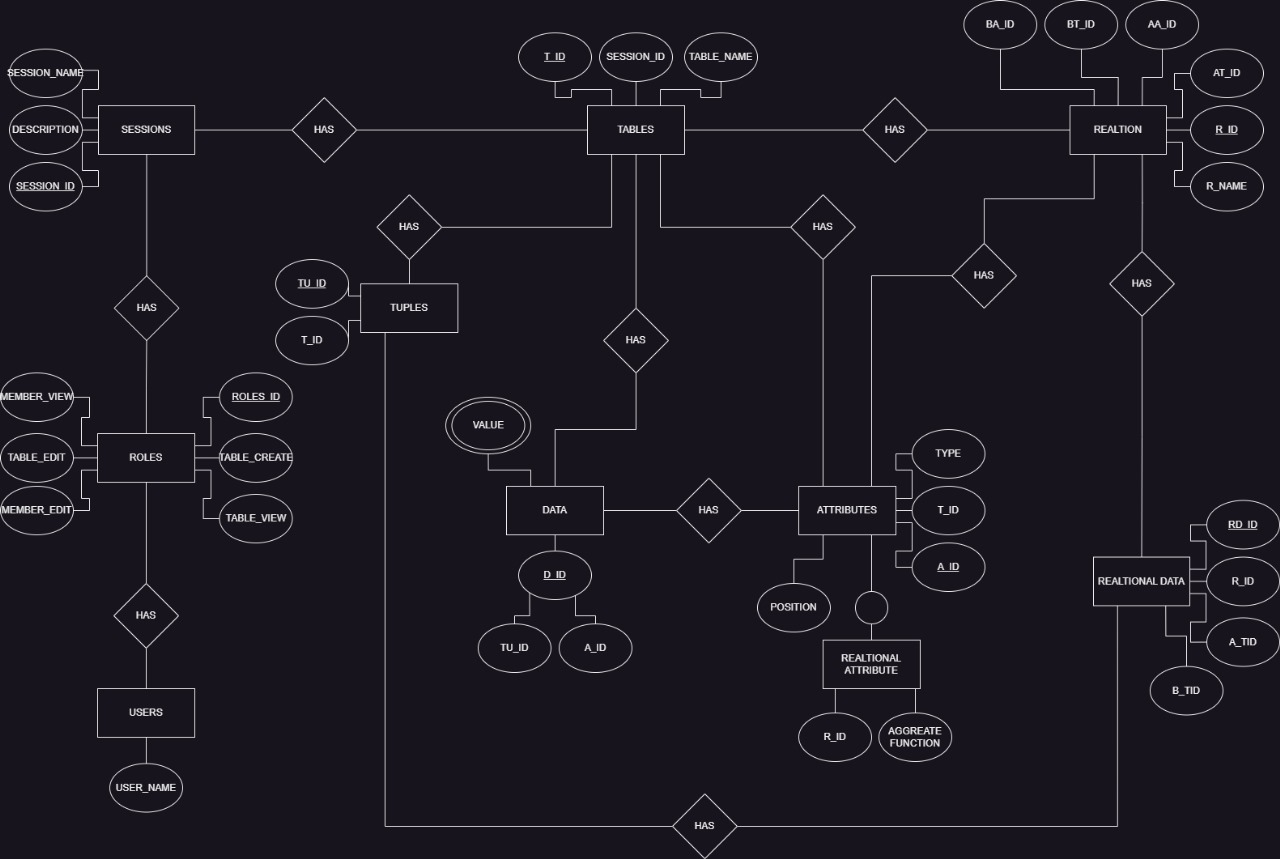 BA_ID
BT_ID
AA_ID
T_ID
SESSION_ID
TABLE_NAME
SESSION_NAME
AT_ID
DESCRIPTION
SESSIONS
HAS
TABLES
HAS
REALTION
R_ID
SESSION_ID
R_NAME
HAS
HAS
HAS
HAS
TU_ID
TUPLES
HAS
T_ID
HAS
MEMBER_VIEW
ROLES_ID
VALUE
TABLE_EDIT
ROLES
TABLE_CREATE
TYPE
MEMBER_EDIT
TABLE_VIEW
DATA
HAS
ATTRIBUTES
T_ID
RD_ID
D_ID
A_ID
REALTIONAL DATA
R_ID
HAS
POSITION
TU_ID
A_ID
A_TID
REALTIONAL
ATTRIBUTE
B_TID
USERS
R_ID
AGGREATE
FUNCTION
USER_NAME
HAS